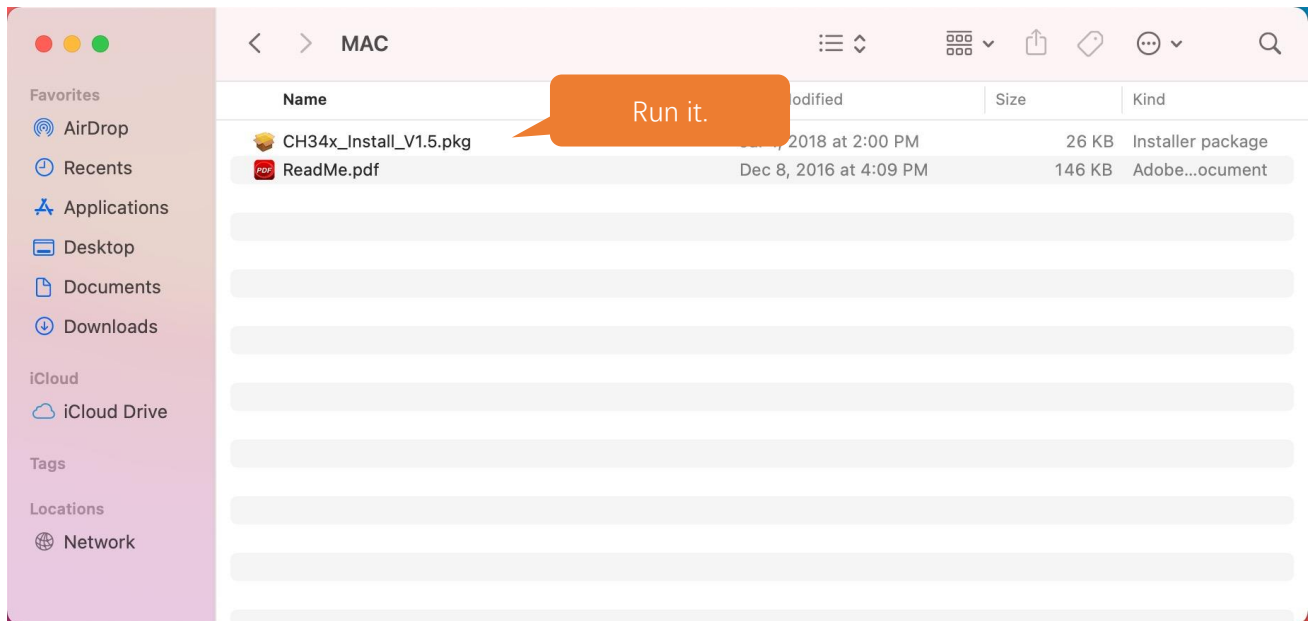 MAC
Favorites
AirDrop
Recents
Applications
Desktop
Documents
Downloads
iCloud
iCloud Drive
Tags
Locations
Network
Name Size Kind
Run it.
CH34x_Install_V1.5.pkg 2018 at 2:00 PM 26 KB Installer package
PDF ReadMe.pdf Dec 8, 2016 at 4:09 PM 146 KB Adobe...ocument